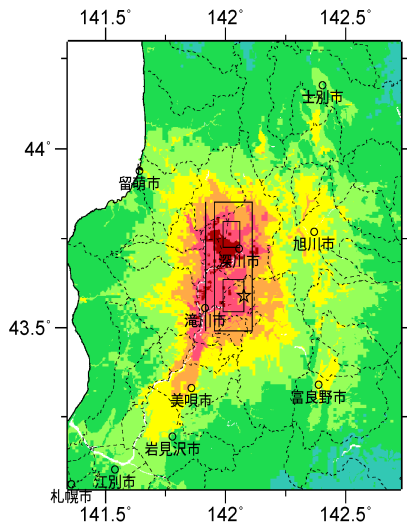 141.5° 142° 142.5°
士別市
44°
留萌市
旭川市
深川市
滝川市
43.5°
富良野市
美唄市
岩見沢市
江別市
札幌市
141.5° 142° 142.5°